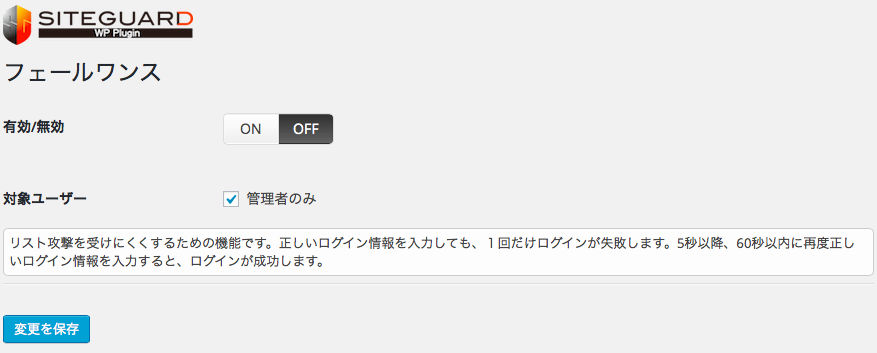 SITEGUARD
WP Plugin
フェールワンス
有効/無効
ON OFF
対象ユーザー
管理者のみ
リスト攻撃を受けにくくするための機能です。正しいログイン情報を入力しても、１回だけログインが失敗します。5秒以降、60秒以内に再度正し
いログイン情報を入力すると、ログインが成功します。
変更を保存